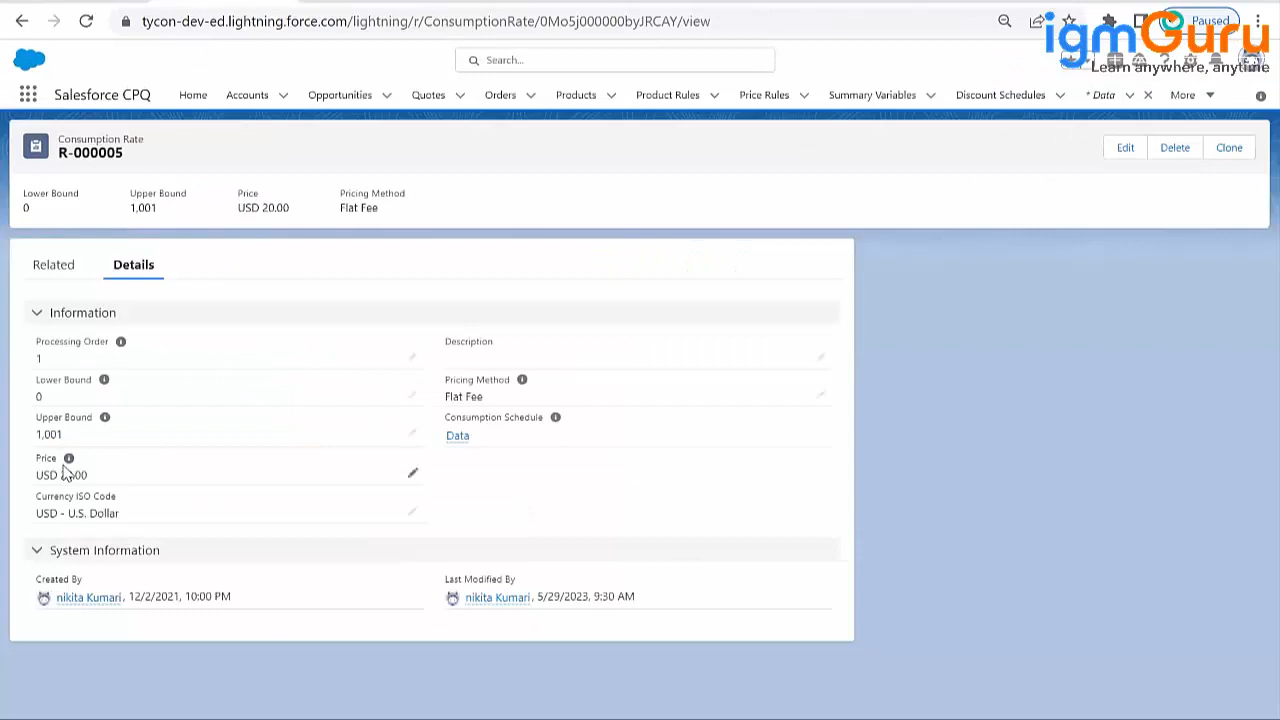 tycon-dev-ed.lightning.force.com/lightning/r/ConsumptionRate/0Mo5j000000byJRCAY/view
Paused
igmGuru
Learn anywhere, anytime
Search...
Salesforce CPQ
Home
Accounts
Opportunities
Quotes
Orders
Products
Product Rules
Price Rules
Summary Variables
Discount Schedules
* Data
More
Consumption Rate
R-000005
Edit
Delete
Clone
Lower Bound
Upper Bound
Price
Pricing Method
0
1,001
USD 20.00
Flat Fee
Related
Details
Information
Processing Order
1
Description
Lower Bound
0
Pricing Method
Flat Fee
Upper Bound
1,001
Consumption Schedule
Data
Price
USD
Currency ISO Code
USD - U.S. Dollar
System Information
Created By
nikita Kumari, 12/2/2021, 10:00 PM
Last Modified By
nikita Kumari, 5/29/2023, 9:30 AM